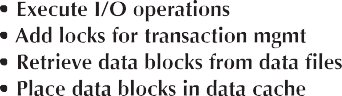 • Execute I/O operations
• Add locks for transaction mgmt
• Retrieve data blocks from data files
• Place data blocks in data cache